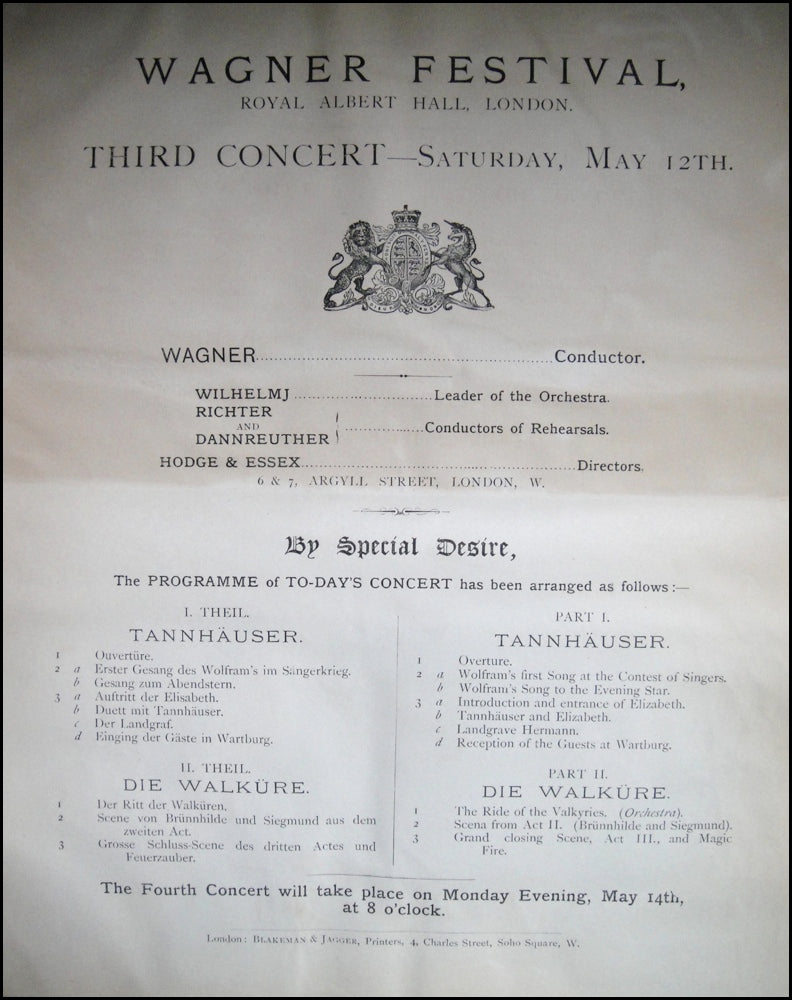 WAGNER FESTIVAL,
ROYAL ALBERT HALL, LONDON.
THIRD CONCERT—SATURDAY, MAY 12TH.
WAGNER..........Conductor.
WILHELMJ..........Leader of the Orchestra.
RICHTER
AND
DANNREUTHER
..........Conductors of Rehearsals.
HODGE & ESSEX..........Directors.
6 & 7, ARGYLL STREET, LONDON, W.
By Special Desire,
The PROGRAMME of TO-DAY'S CONCERT has been arranged as follows:—
I. THEIL.
TANNHÄUSER.
1 Ouvertüre.
2 a Erster Gesang des Wolfram's im Sängerkrieg.
b Gesang zum Abendstern.
3 a Auftritt der Elisabeth.
b Duett mit Tannhäuser.
c Der Landgraf.
d Einging der Gäste in Wartburg.
II. THEIL.
DIE WALKÜRE.
1 Der Ritt der Walküren.
2 Scene von Brünnhilde und Siegmund aus dem
zweiten Act.
3 Grosse Schluss-Scene des dritten Actes und
Feuerzauber.
PART I.
TANNHÄUSER.
1 Overture.
2 a Wolfram's first Song at the Contest of Singers.
b Wolfram's Song to the Evening Star.
3 a Introduction and entrance of Elizabeth.
b Tannhäuser and Elizabeth.
c Landgrave Hermann.
d Reception of the Guests at Wartburg.
PART II.
DIE WALKÜRE.
1 The Ride of the Valkyries. (Orchestra).
2 Scena from Act II. (Brünnhilde and Siegmund).
3 Grand closing Scene, Act III., and Magic
Fire.
The Fourth Concert will take place on Monday Evening, May 14th,
at 8 o'clock.
London: BLAKEMAN & JAGGER, Printers, 4, Charles Street, Soho Square, W.